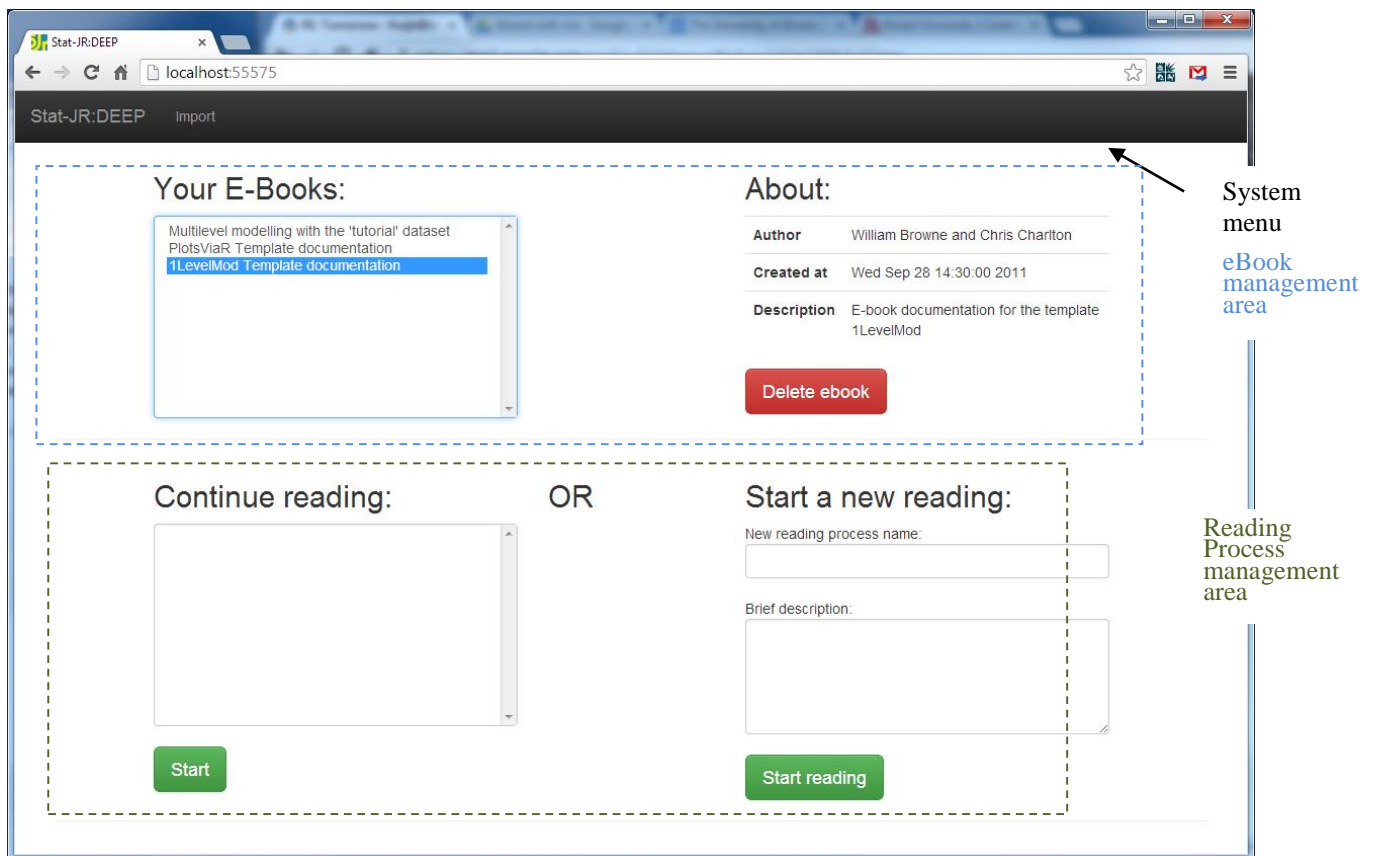 Stat-JR:DEEP
localhost:55575
Stat-JR:DEEP Import
Your E-Books:
Multilevel modelling with the 'tutorial' dataset
PlotsViaR Template documentation
1LevelMod Template documentation
About:
Author William Browne and Chris Charlton
Created at Wed Sep 28 14:30:00 2011
Description E-book documentation for the template
1LevelMod
Delete ebook
System
menu
eBook
management
area
Continue reading:
OR
Start a new reading:
New reading process name:
Brief description:
Start
Start reading
Reading
Process
management
area